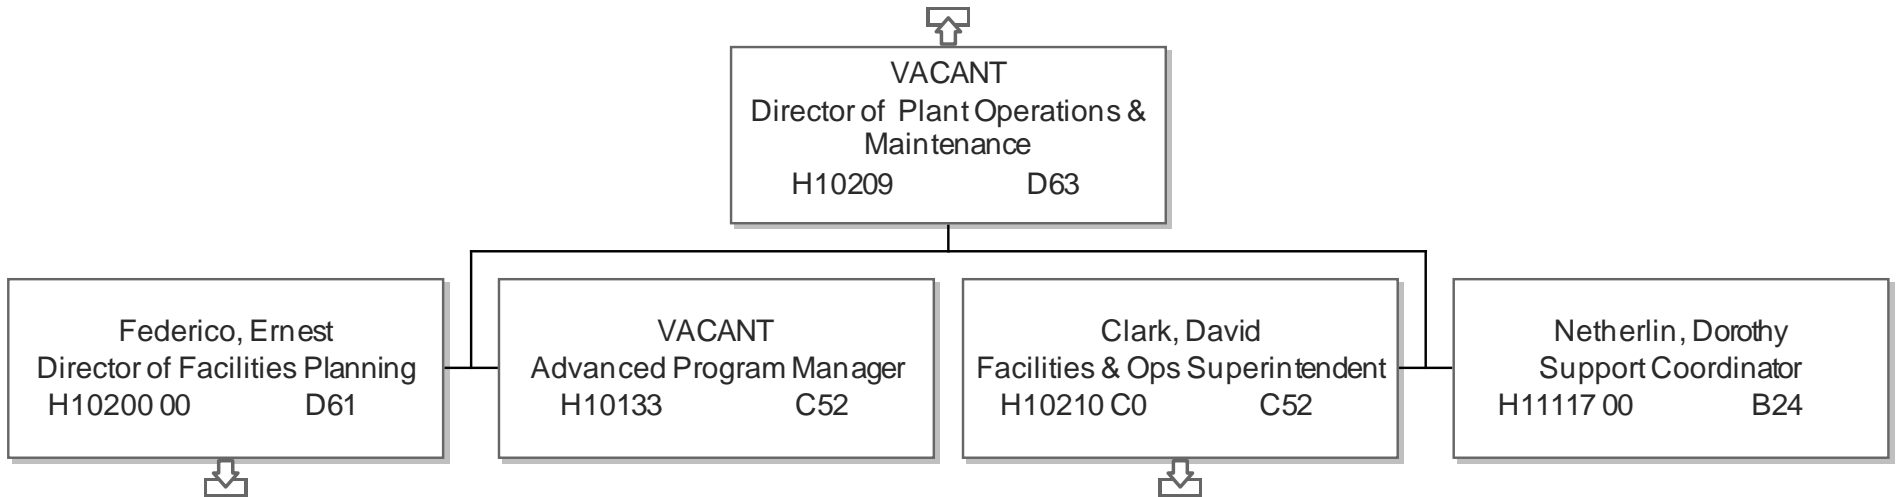 VACANT
Director of Plant Operations &
Maintenance
H10209 D63
Federico, Ernest
Director of Facilities Planning
H10200 00 D61
VACANT
Advanced Program Manager
H10133 C52
Clark, David
Facilities & Ops Superintendent
H10210 C0 C52
Netherlin, Dorothy
Support Coordinator
H11117 00 B24